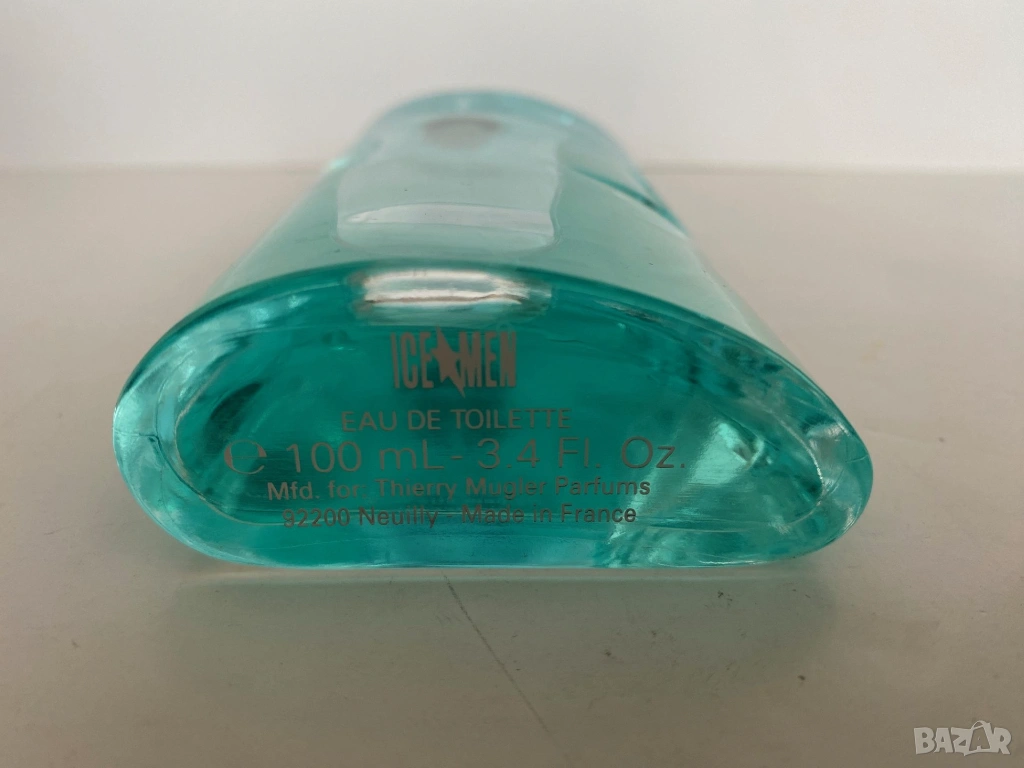 ICE★MEN
EAU DE TOILETTE
℮ 100 mL - 3.4 Fl. Oz.
Mfd. for: Thierry Mugler Parfums
92200 Neuilly - Made in France
BAZAR